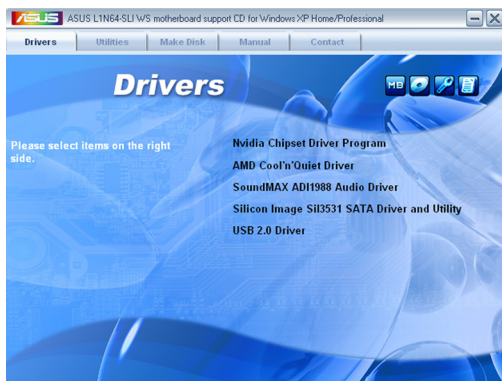 ASUS L1N64-SLI WS motherboard support CD for Windows XP Home/Professional
Drivers Utilities Make Disk Manual Contact
Drivers
MB
Please select items on the right
side.
Nvidia Chipset Driver Program
AMD Cool'n'Quiet Driver
SoundMAX ADI1988 Audio Driver
Silicon Image SiI3531 SATA Driver and Utility
USB 2.0 Driver